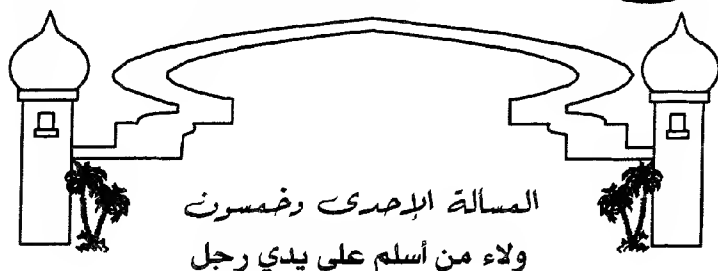 المسألة الإحدى وخمسون
ولاء من أسلم على يدي رجل